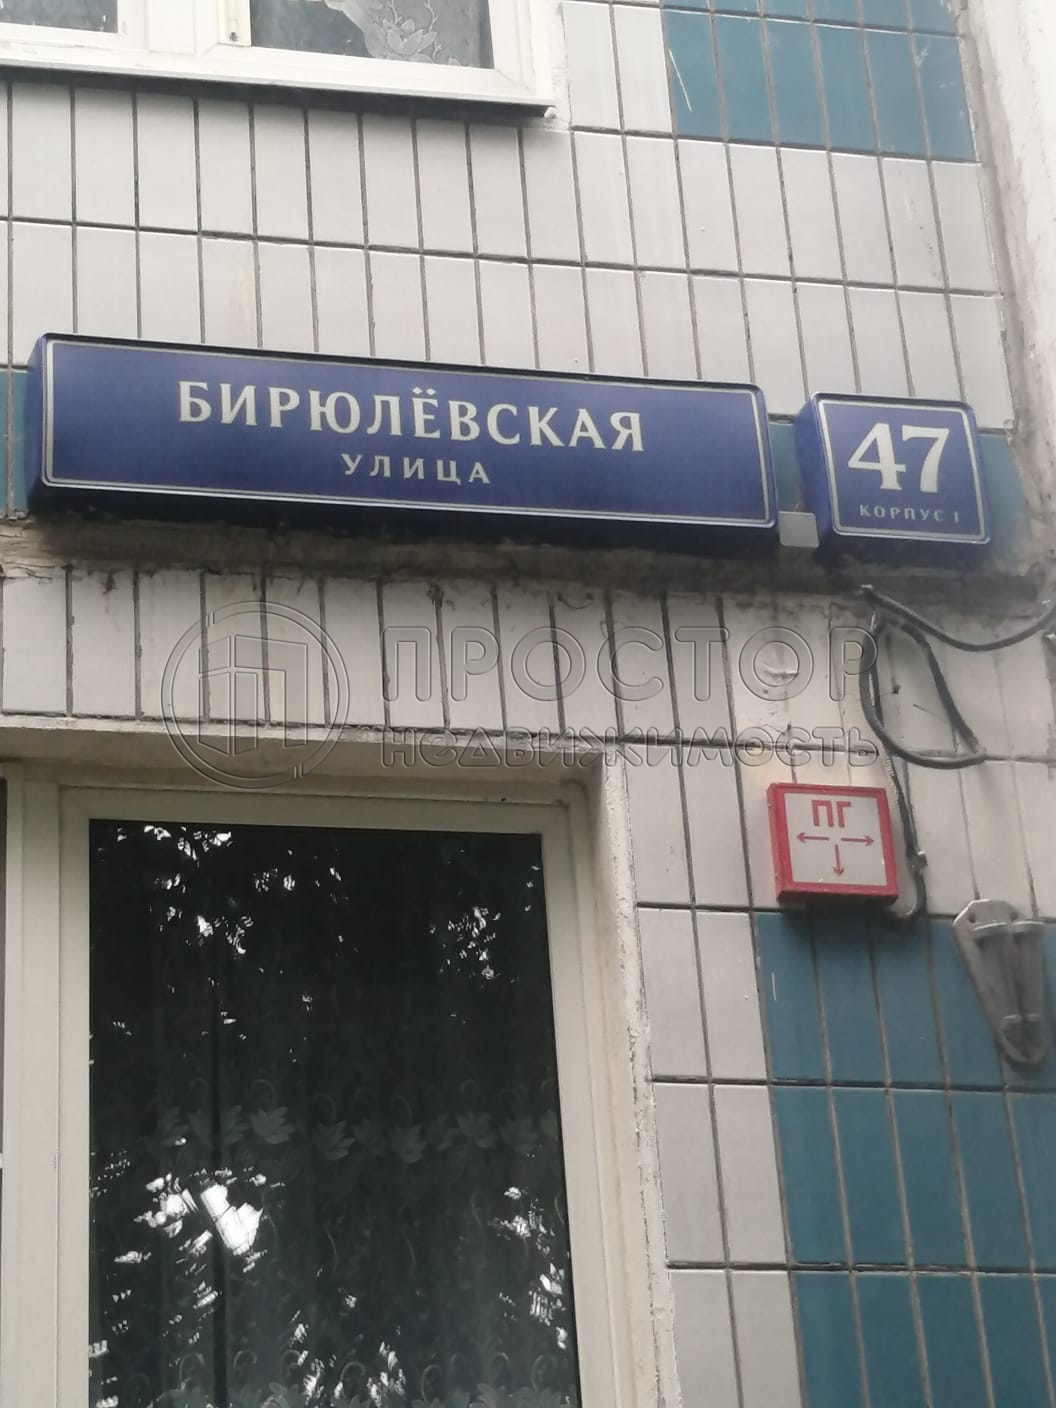 БИРЮЛЁВСКАЯ
УЛИЦА
47
КОРПУС 1
ПРОСТОР
НЕДВИЖИМОСТЬ
ПГ